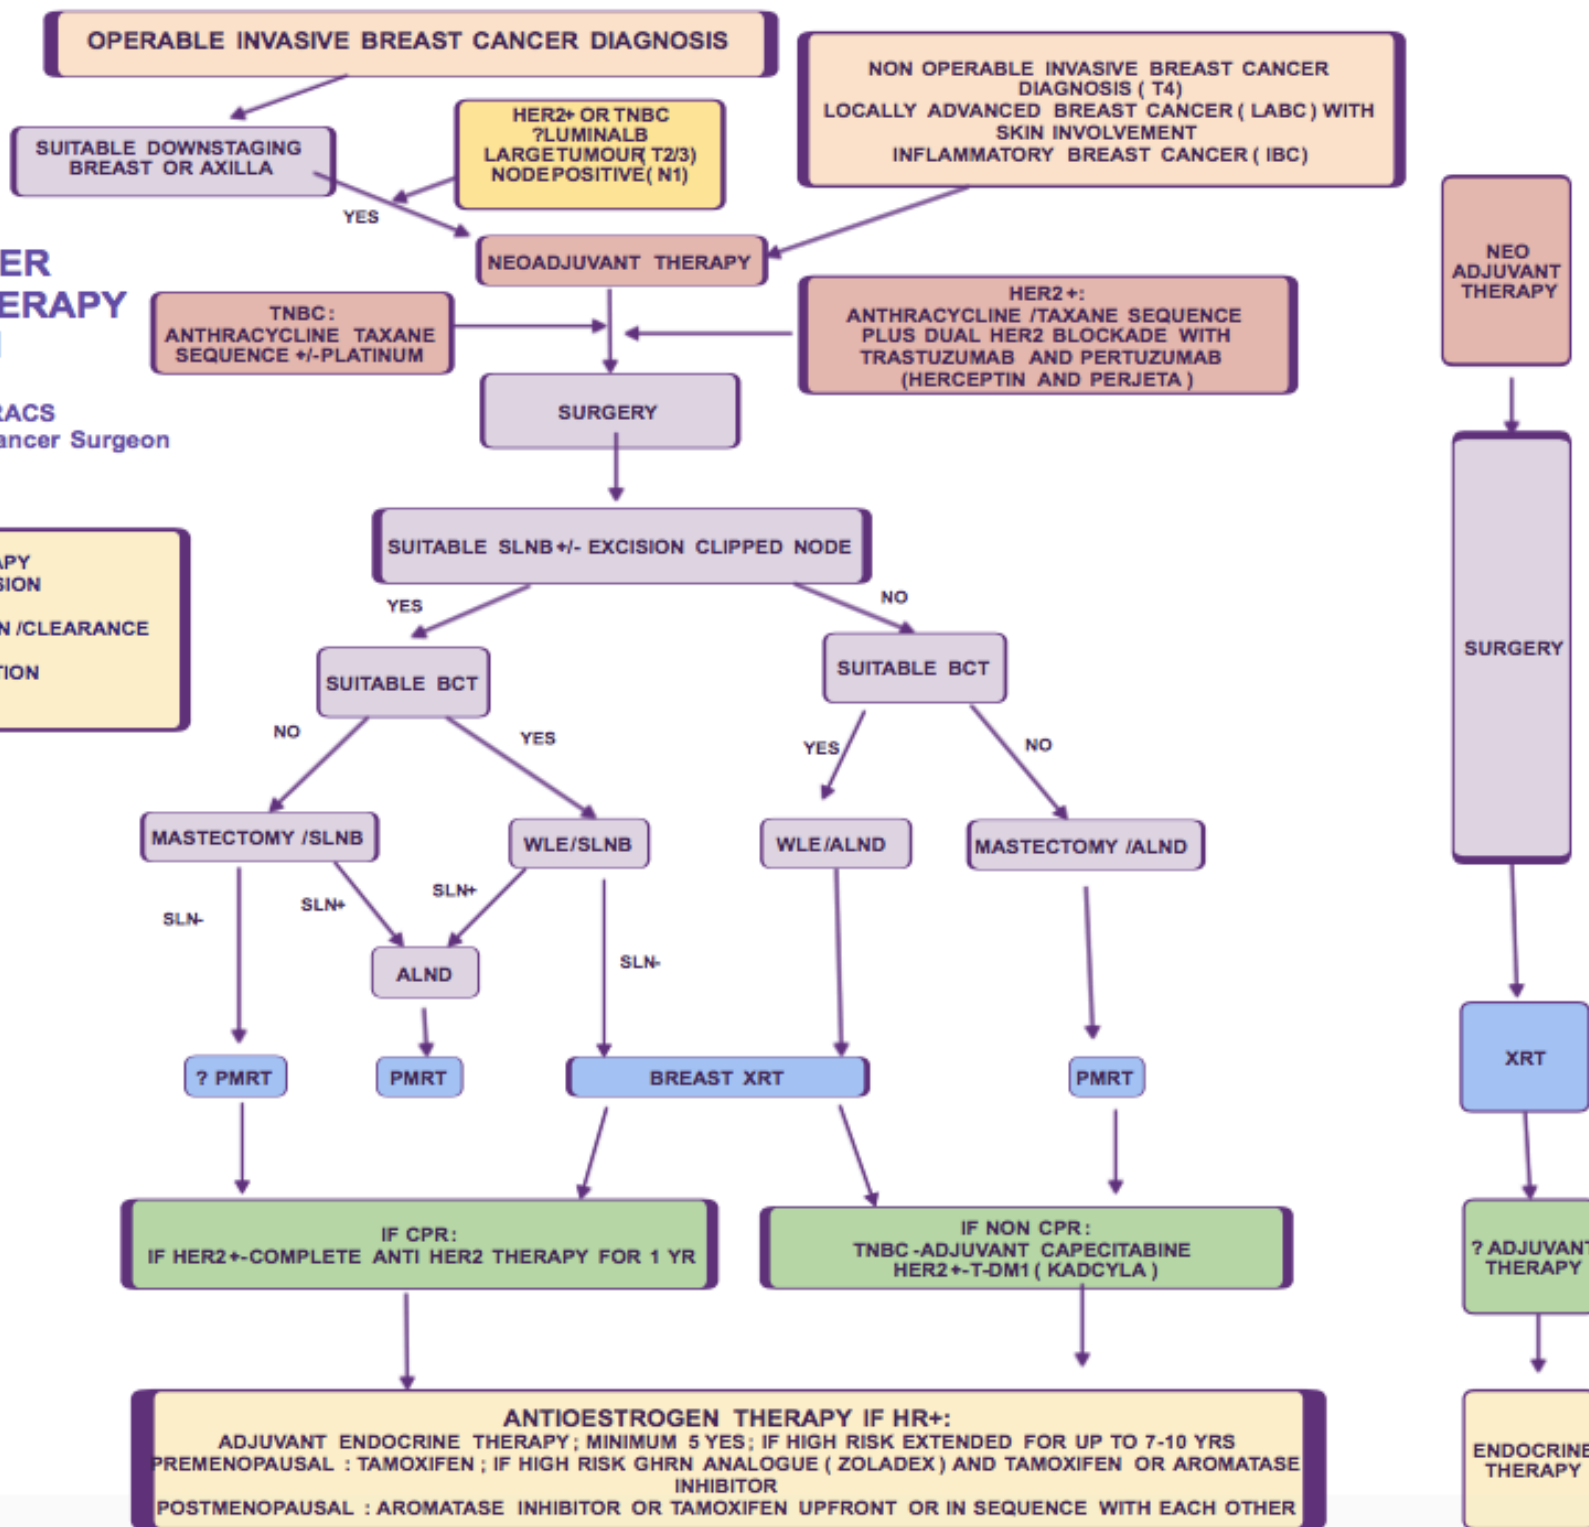 OPERABLE INVASIVE BREAST CANCER DIAGNOSIS
NON OPERABLE INVASIVE BREAST CANCER
DIAGNOSIS ( T4)
LOCALLY ADVANCED BREAST CANCER ( LABC ) WITH
SKIN INVOLVEMENT
INFLAMMATORY BREAST CANCER ( IBC)
SUITABLE DOWNSTAGING
BREAST OR AXILLA
HER2+ OR TNBC
?LUMINALB
LARGE TUMOUR( T2/3)
NODE POSITIVE( N1)
YES
NEOADJUVANT THERAPY
ER
ERAPY
TNBC:
ANTHRACYCLINE TAXANE
SEQUENCE +/-PLATINUM
HER2+:
ANTHRACYCLINE /TAXANE SEQUENCE
PLUS DUAL HER2 BLOCKADE WITH
TRASTUZUMAB AND PERTUZUMAB
(HERCEPTIN AND PERJETA )
RACS
ancer Surgeon
SURGERY
SUITABLE SLNB +/- EXCISION CLIPPED NODE
APY
SION
N /CLEARANCE
TION
YES
NO
SUITABLE BCT
SUITABLE BCT
NO
YES
YES
NO
MASTECTOMY /SLNB
WLE/SLNB
WLE/ALND
MASTECTOMY /ALND
SLN-
SLN+
SLN+
SLN-
ALND
? PMRT
PMRT
BREAST XRT
PMRT
IF CPR:
IF HER2+-COMPLETE ANTI HER2 THERAPY FOR 1 YR
IF NON CPR:
TNBC -ADJUVANT CAPECITABINE
HER2+-T-DM1 ( KADCYLA )
ANTIOESTROGEN THERAPY IF HR+:
ADJUVANT ENDOCRINE THERAPY; MINIMUM 5 YES; IF HIGH RISK EXTENDED FOR UP TO 7-10 YRS
PREMENOPAUSAL : TAMOXIFEN ; IF HIGH RISK GHRN ANALOGUE ( ZOLADEX ) AND TAMOXIFEN OR AROMATASE
INHIBITOR
POSTMENOPAUSAL : AROMATASE INHIBITOR OR TAMOXIFEN UPFRONT OR IN SEQUENCE WITH EACH OTHER
NEO
ADJUVANT
THERAPY
SURGERY
XRT
? ADJUVANT
THERAPY
ENDOCRINE
THERAPY